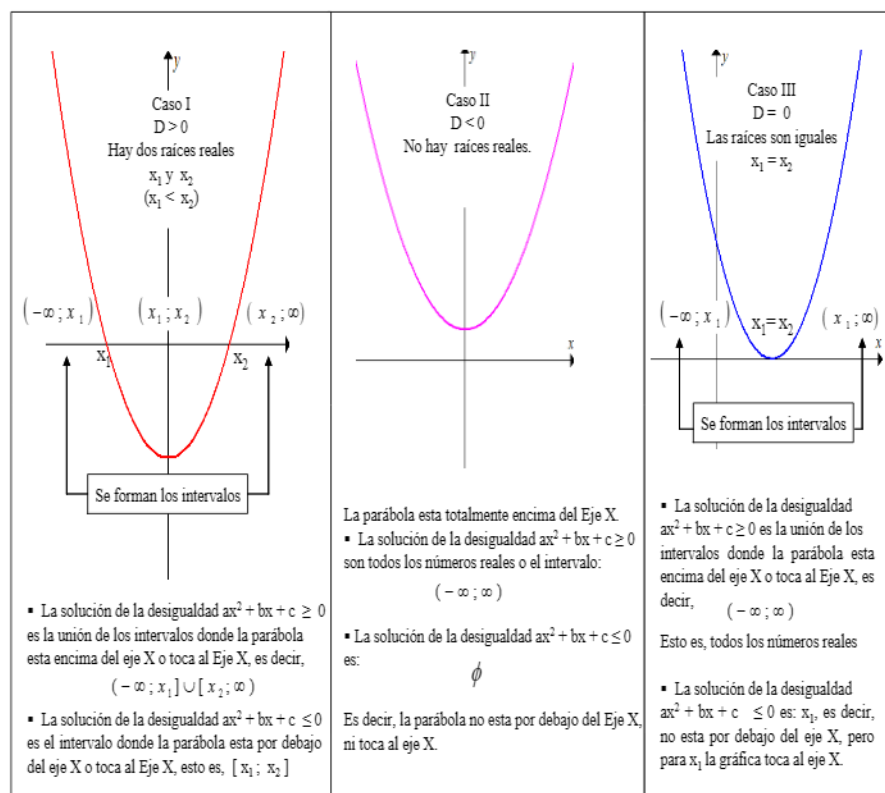 y
Caso I
D > 0
Hay dos raíces reales
x₁ y x₂
(x₁ < x₂)
(−∞ ; x₁)
(x₁ ; x₂)
(x₂ ; ∞)
x₁
x₂
Se forman los intervalos
▪ La solución de la desigualdad ax² + bx + c ≥ 0
es la unión de los intervalos donde la parábola
esta encima del eje X o toca al Eje X, es decir,
(−∞ ; x₁] ∪ [x₂ ; ∞)
▪ La solución de la desigualdad ax² + bx + c ≤ 0
es el intervalo donde la parábola esta por debajo
del eje X o toca al Eje X, esto es, [x₁ ; x₂]
y
Caso II
D < 0
No hay raíces reales.
x
La parábola esta totalmente encima del Eje X.
▪ La solución de la desigualdad ax² + bx + c ≥ 0
son todos los números reales o el intervalo:
(−∞ ; ∞)
▪ La solución de la desigualdad ax² + bx + c ≤ 0
es:
ϕ
Es decir, la parábola no esta por debajo del Eje X,
ni toca al eje X.
y
Caso III
D = 0
Las raíces son iguales
x₁ = x₂
(−∞ ; x₁)
x₁ = x₂
(x₁ ; ∞)
x
Se forman los intervalos
▪ La solución de la desigualdad
ax² + bx + c ≥ 0 es la unión de los
intervalos donde la parábola esta
encima del eje X o toca al Eje X, es
decir, (−∞ ; ∞)
Esto es, todos los números reales
▪ La solución de la desigualdad
ax² + bx + c ≤ 0 es: x₁, es decir,
no esta por debajo del eje X, pero
para x₁ la gráfica toca al eje X.